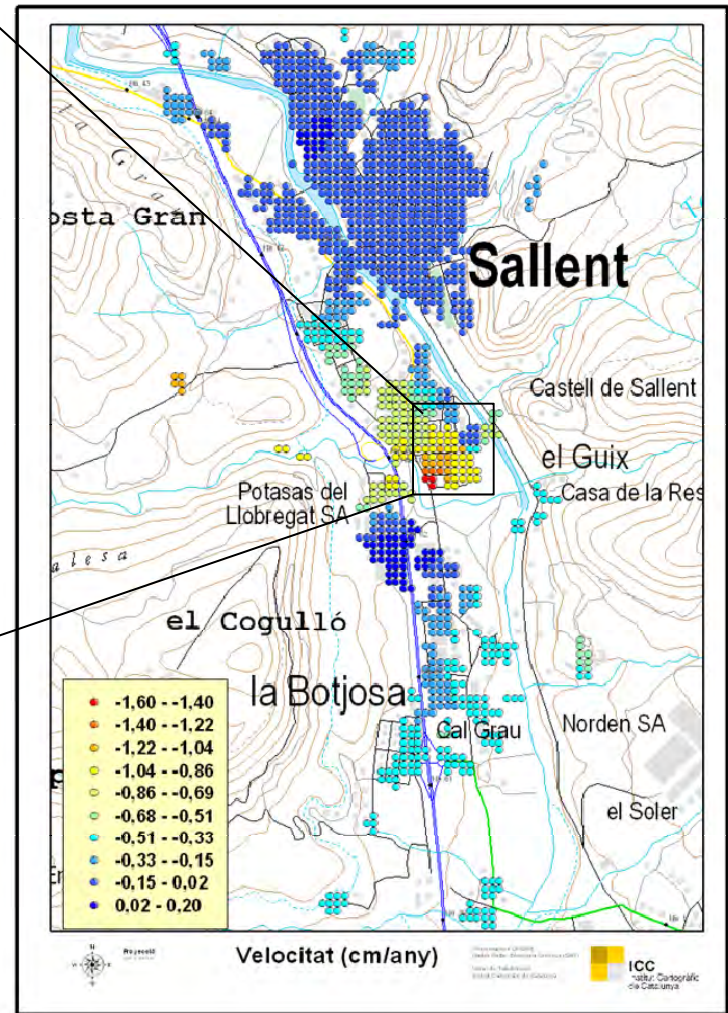 osta Gran
Sallent
Castell de Sallent
el Guix
Casa de la Res
Potasas del
Llobregat SA
alesa
el Cogulló
la Botjosa
Cal Grau
Norden SA
el Soler
-1,60 - -1,40
-1,40 - -1,22
-1,22 - -1,04
-1,04 - -0,86
-0,86 - -0,69
-0,68 - -0,51
-0,51 - -0,33
-0,33 - -0,15
-0,15 - 0,02
0,02 - 0,20
Velocitat (cm/any)
ICC
Institut Cartogràfic
de Catalunya